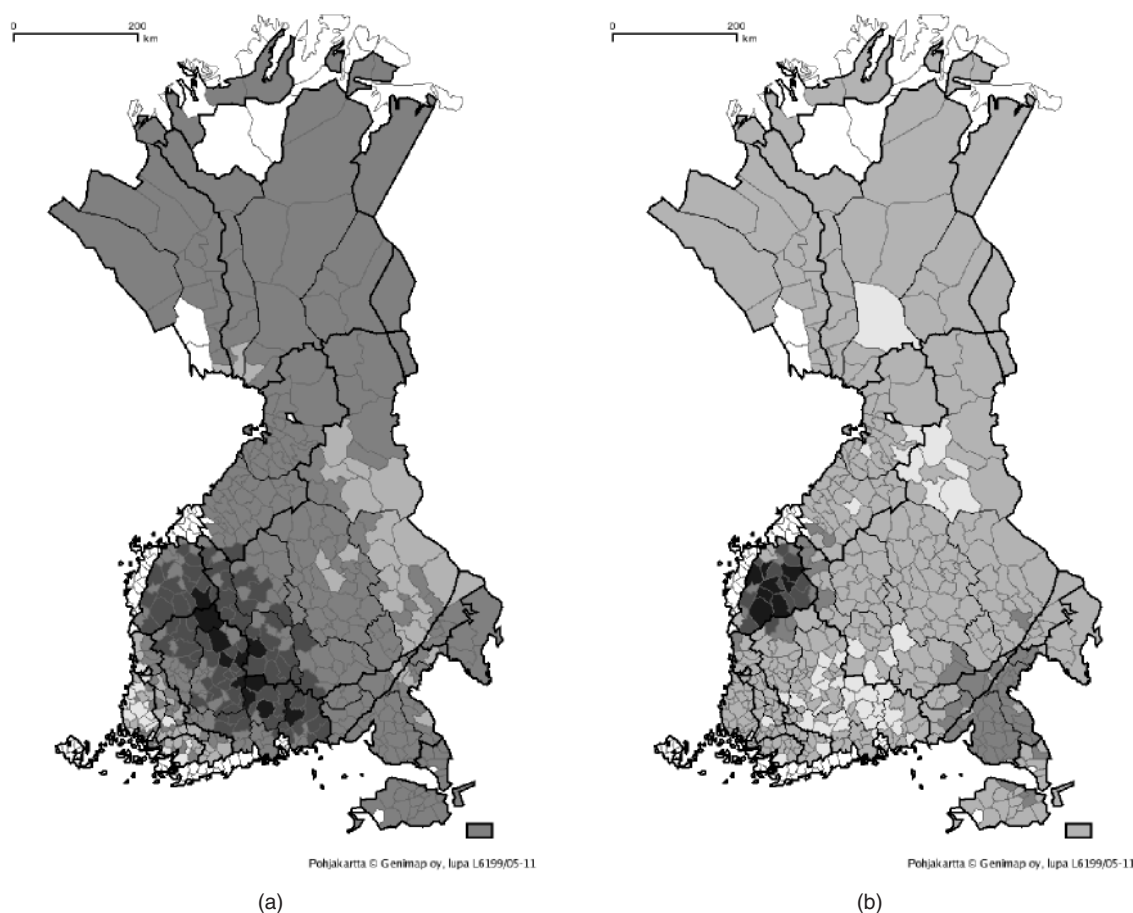 0 200
km
0 200
km
Pohjakartta © Genimap oy, lupa L6199/05-11
Pohjakartta © Genimap oy, lupa L6199/05-11
(a)
(b)